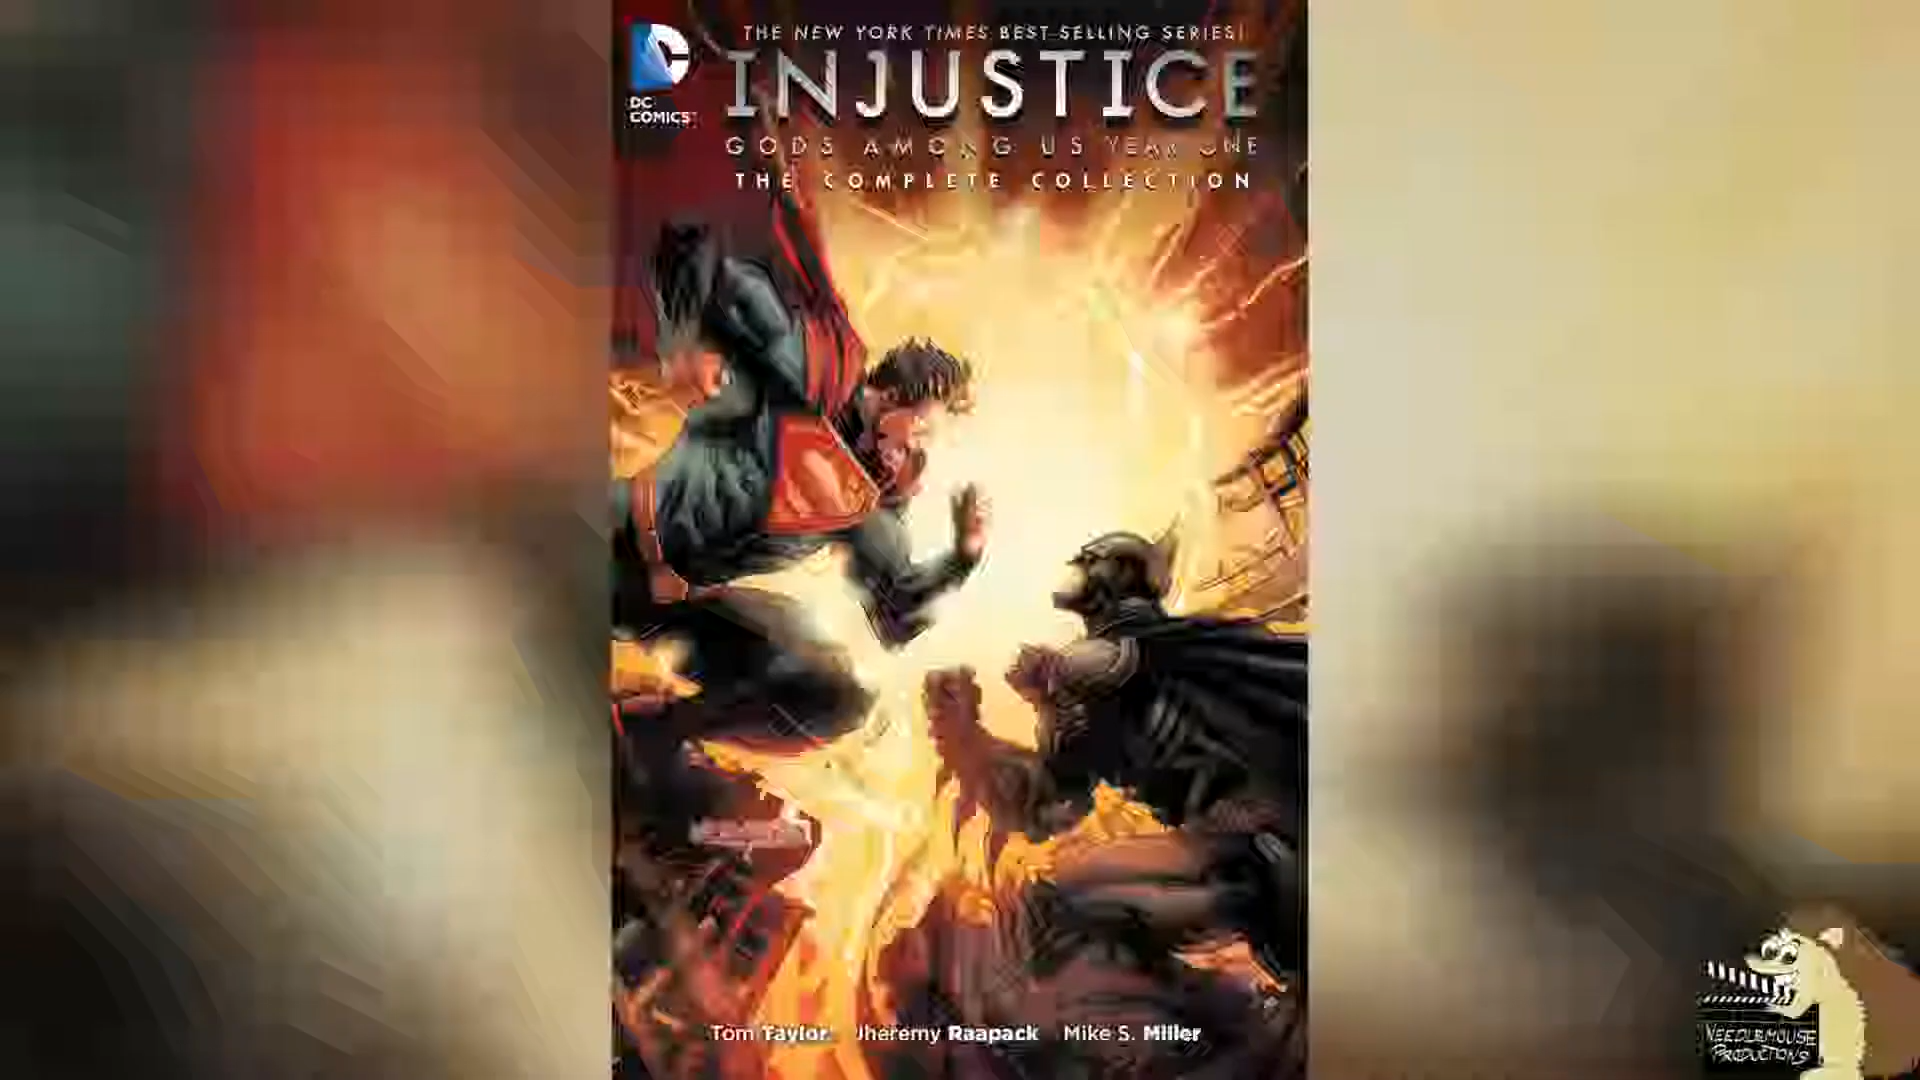 THE NEW YORK TIMES BEST-SELLING SERIES!
INJUSTICE
GODS AMONG US YEAR ONE
THE COMPLETE COLLECTION
DC
COMICS™
Tom Taylor Jheremy Raapack Mike S. Miller
NEEDLEMOUSE
PRODUCTIONS